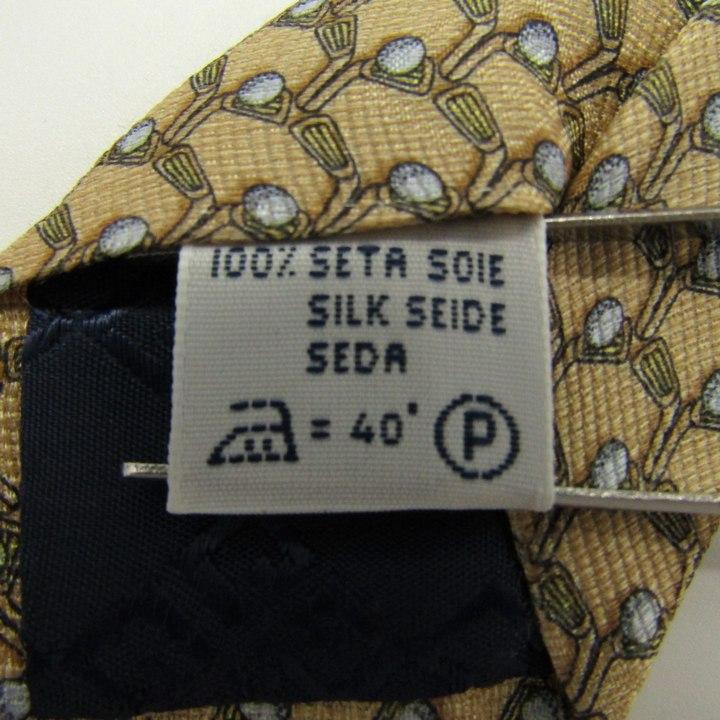 100% SETA SOIE
SILK SEIDE
SEDA
= 40°
P